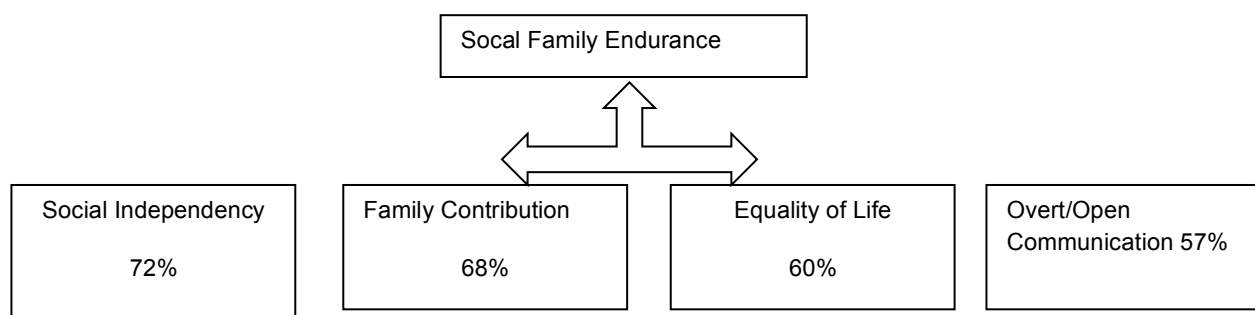 Socal Family Endurance
Social Independency
72%
Family Contribution
68%
Equality of Life
60%
Overt/Open
Communication 57%